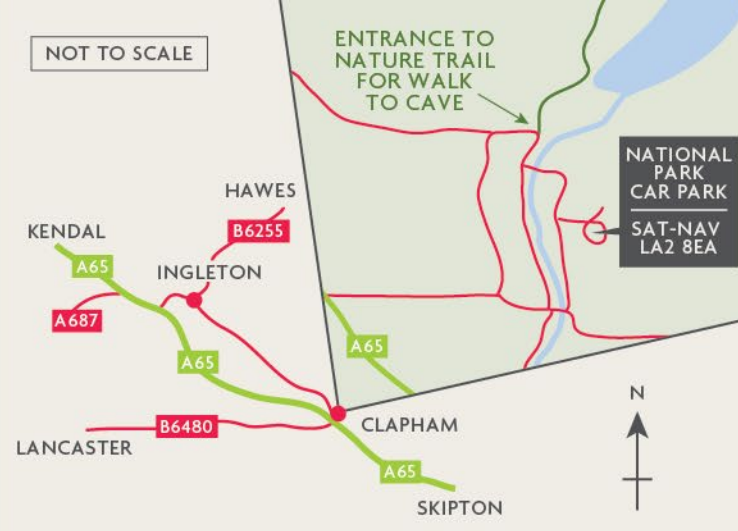 NOT TO SCALE
ENTRANCE TO
NATURE TRAIL
FOR WALK
TO CAVE
NATIONAL
PARK
CAR PARK
SAT-NAV
LA2 8EA
HAWES
B6255
KENDAL
A65
INGLETON
A687
A65
A65
B6480
LANCASTER
CLAPHAM
A65
SKIPTON
N